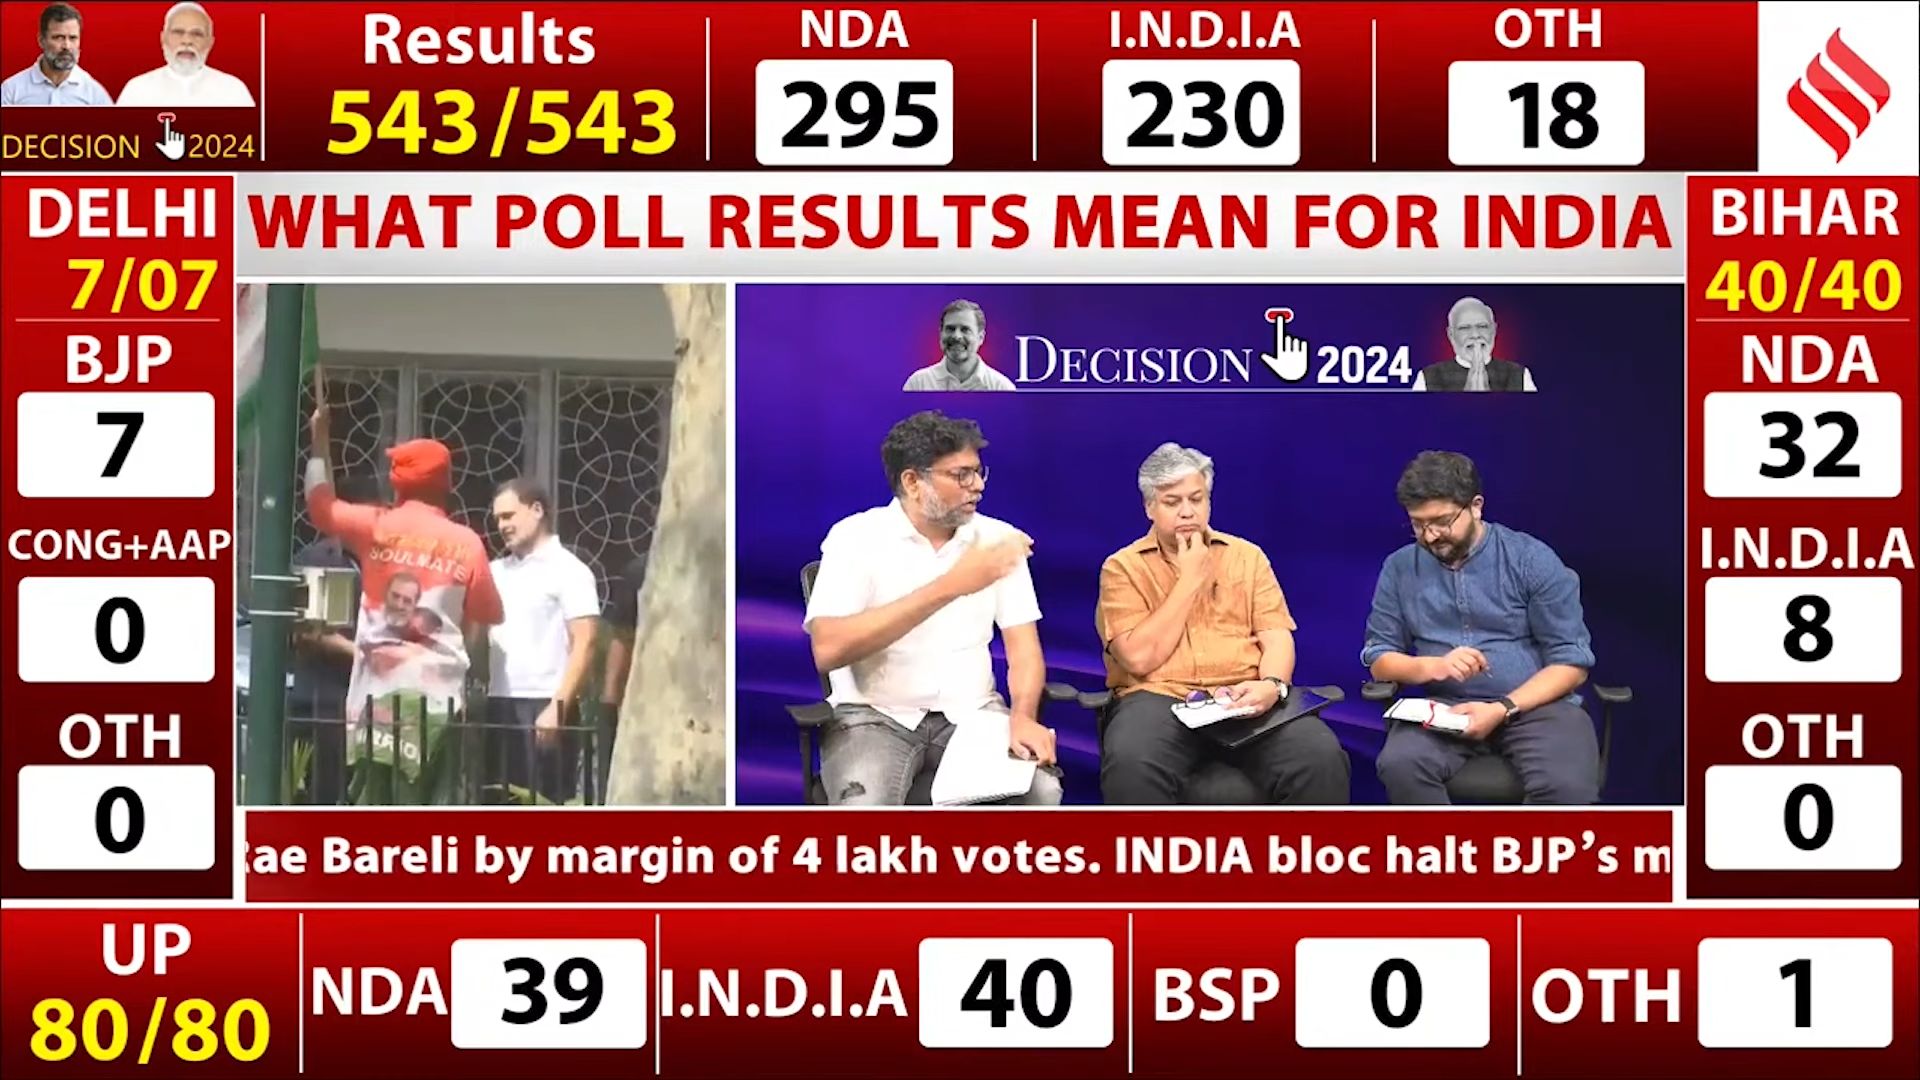 DECISION 2024
Results
543/543
NDA
295
I.N.D.I.A
230
OTH
18
DELHI
7/07
BJP
7
CONG+AAP
0
OTH
0
WHAT POLL RESULTS MEAN FOR INDIA
SOULMATE
DECISION 2024
BIHAR
40/40
NDA
32
I.N.D.I.A
8
OTH
0
Bareli by margin of 4 lakh votes. INDIA bloc halt BJP’s
UP
80/80
NDA 39
I.N.D.I.A 40
BSP 0
OTH 1